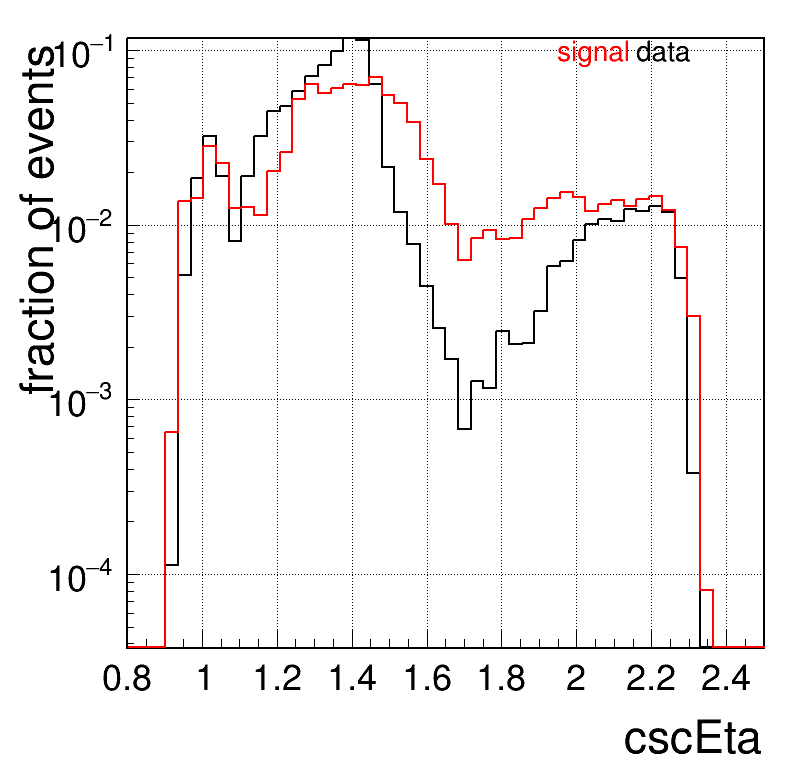 signal data
fraction of events
10⁻¹
10⁻²
10⁻³
10⁻⁴
0.8 1 1.2 1.4 1.6 1.8 2 2.2 2.4
cscEta